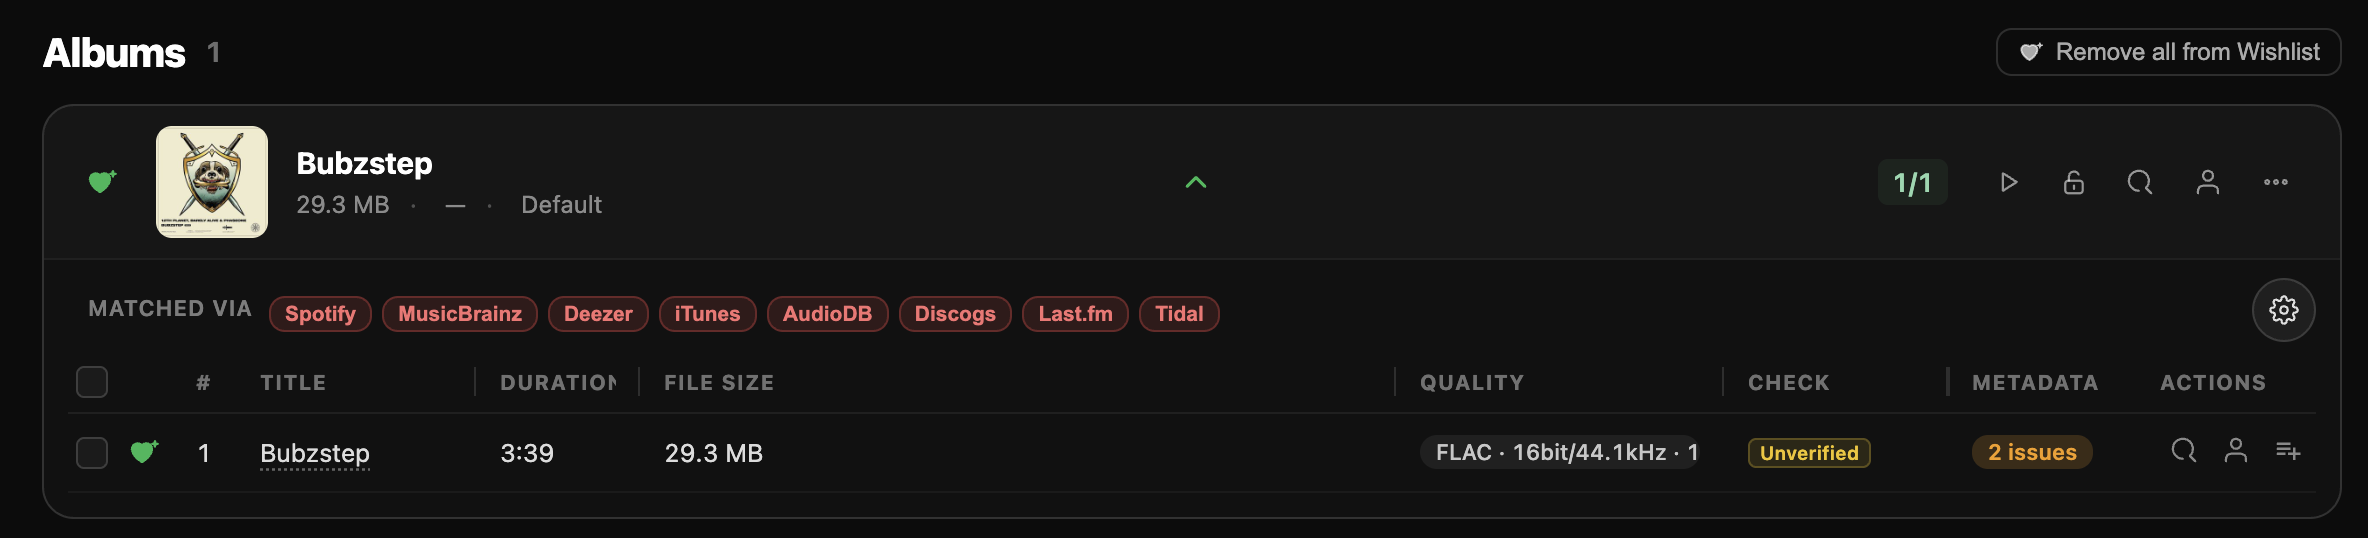 Albums 1
Remove all from Wishlist
Bubzstep
29.3 MB · — · Default
1/1
MATCHED VIA Spotify MusicBrainz Deezer iTunes AudioDB Discogs Last.fm Tidal
# TITLE DURATION FILE SIZE QUALITY CHECK METADATA ACTIONS
1 Bubzstep 3:39 29.3 MB FLAC · 16bit/44.1kHz · 1 Unverified 2 issues